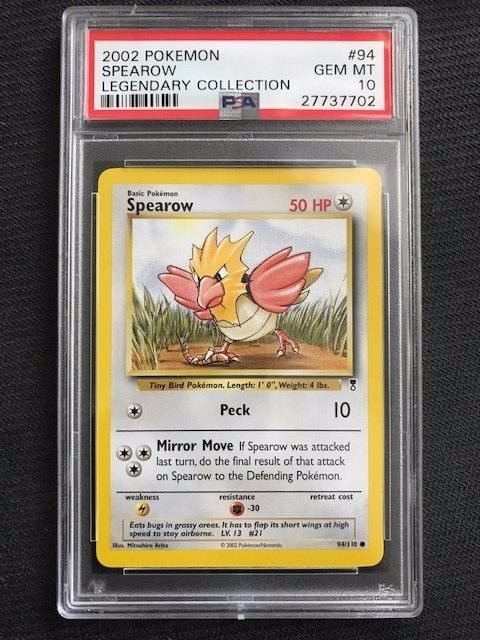 2002 POKEMON #94
SPEAROW GEM MT
LEGENDARY COLLECTION 10
PSA 27737702
Basic Pokémon
Spearow 50 HP
Tiny Bird Pokémon. Length: 1' 0", Weight: 4 lbs.
Peck 10
Mirror Move If Spearow was attacked
last turn, do the final result of that attack
on Spearow to the Defending Pokémon.
weakness resistance retreat cost
-30
Eats bugs in grassy areas. It has to flap its short wings at high
speed to stay airborne. LV. 13 #21
Illus. Mitsuhiro Arita © 2002 Pokémon/Nintendo 94/110